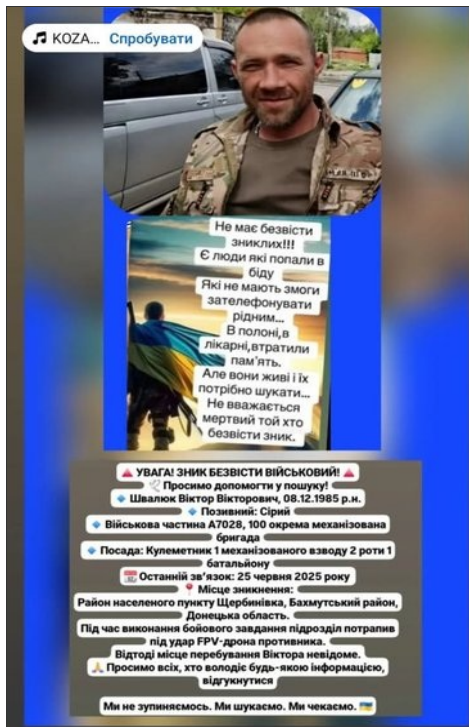 KOZA... Спробувати
Не має безвісти
зниклих!!!
Є люди які попали в
біду
Які не мають змоги
зателефонувати
рідним...
В полоні,в
лікарні,втратили
пам'ять.
Але вони живі і їх
потрібно шукати...
Не вважається
мертвий той хто
безвісти зник.
🔺 УВАГА! ЗНИК БЕЗВІСТИ ВІЙСЬКОВИЙ! 🔺
🕊️ Просимо допомогти у пошуку!
🔹 Швалюк Віктор Вікторович, 08.12.1985 р.н.
🔹 Позивний: Сірий
🔹 Військова частина А7028, 100 окрема механізована
бригада
🔹 Посада: Кулеметник 1 механізованого взводу 2 роти 1
батальйону
📅 Останній зв'язок: 25 червня 2025 року
📍 Місце зникнення:
Район населеного пункту Щербинівка, Бахмутський район,
Донецька область.
Під час виконання бойового завдання підрозділ потрапив
під удар FPV-дрона противника.
Відтоді місце перебування Віктора невідоме.
🙏 Просимо всіх, хто володіє будь-якою інформацією,
відгукнутися
Ми не зупиняємось. Ми шукаємо. Ми чекаємо. 🇺🇦